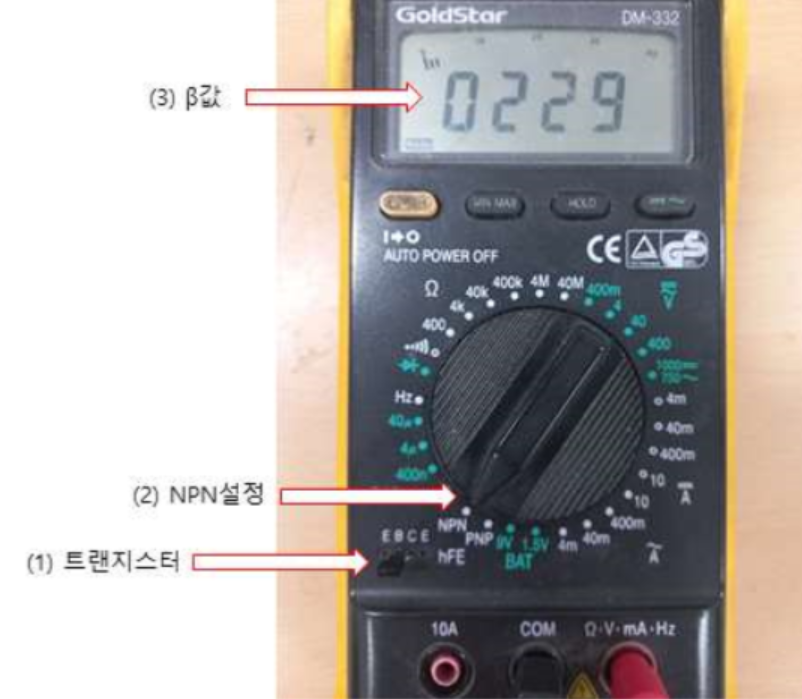 GoldStar DM-332
(3) β값
0229
MIN MAX HOLD
I➔O
AUTO POWER OFF
CE GS
Ω 4k 40k 400k 4M 40M 400m
400 4
40
400
1000
750~
Hz 4m
40μ 40m
4μ 400m
400n 10
(2) NPN설정
10 A
NPN PNP 9V 1.5V 4m 40m 400m
E B C E
hFE BAT A
(1) 트랜지스터
10A COM Ω·V·mA·Hz